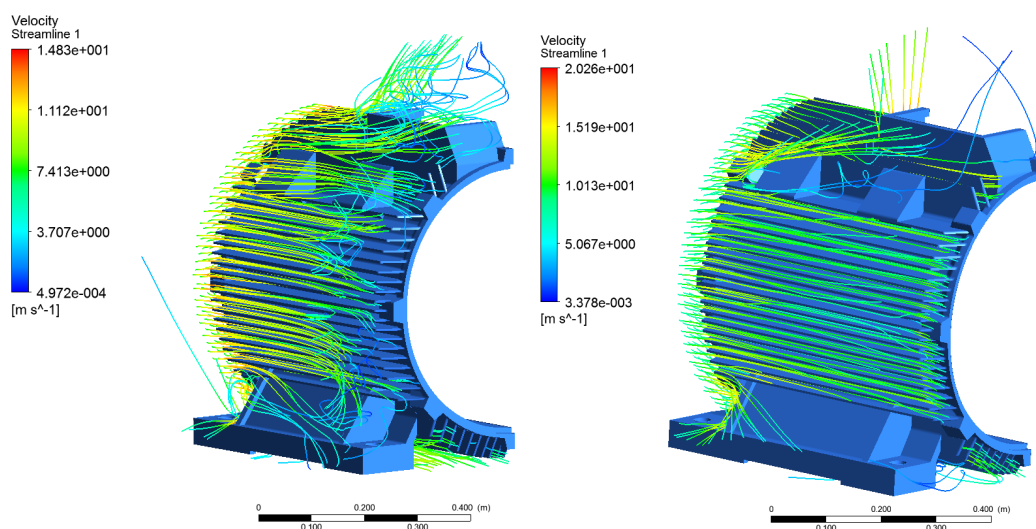 Velocity
Streamline 1
1.483e+001
1.112e+001
7.413e+000
3.707e+000
4.972e-004
[m s^-1]
0
0.200
0.400
(m)
0.100
0.300
Velocity
Streamline 1
2.026e+001
1.519e+001
1.013e+001
5.067e+000
3.378e-003
[m s^-1]
0
0.200
0.400
(m)
0.100
0.300